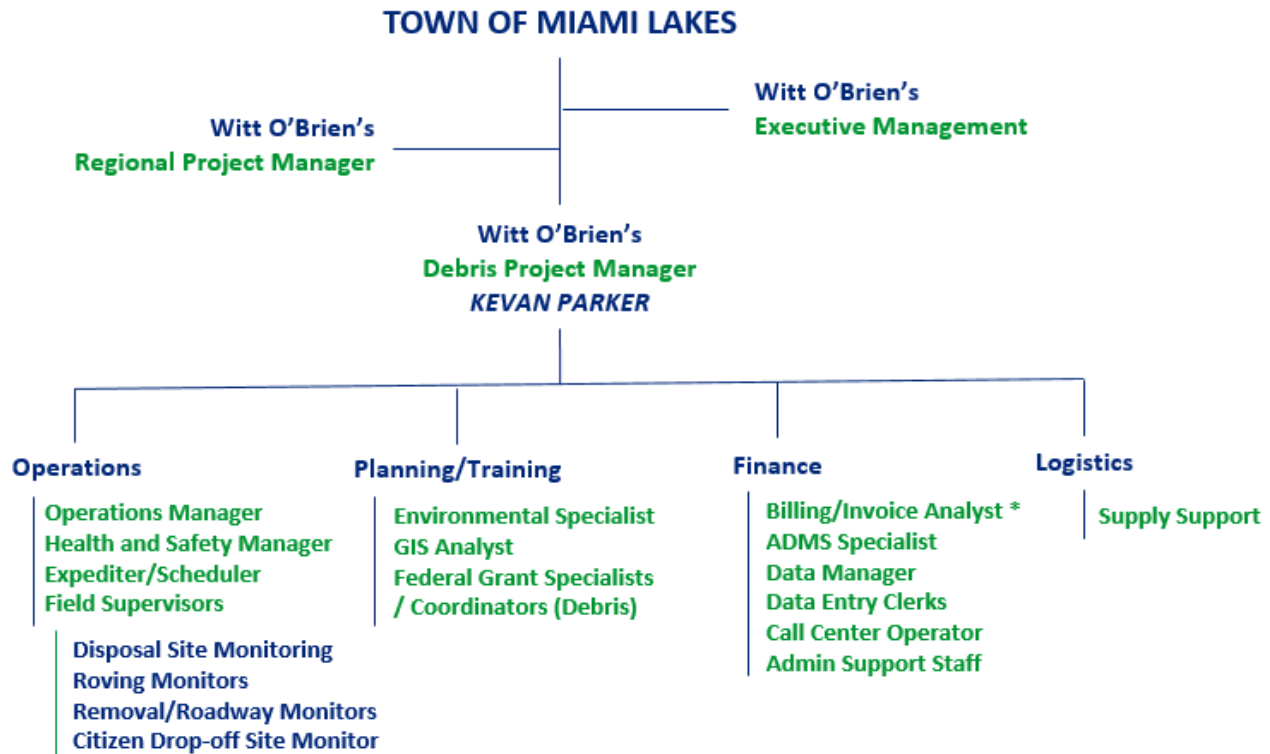 TOWN OF MIAMI LAKES
Witt O’Brien’s
Executive Management
Witt O’Brien’s
Regional Project Manager
Witt O’Brien’s
Debris Project Manager
KEVAN PARKER
Operations
Operations Manager
Health and Safety Manager
Expediter/Scheduler
Field Supervisors
Disposal Site Monitoring
Roving Monitors
Removal/Roadway Monitors
Citizen Drop-off Site Monitor
Planning/Training
Environmental Specialist
GIS Analyst
Federal Grant Specialists
/ Coordinators (Debris)
Finance
Billing/Invoice Analyst *
ADMS Specialist
Data Manager
Data Entry Clerks
Call Center Operator
Admin Support Staff
Logistics
Supply Support